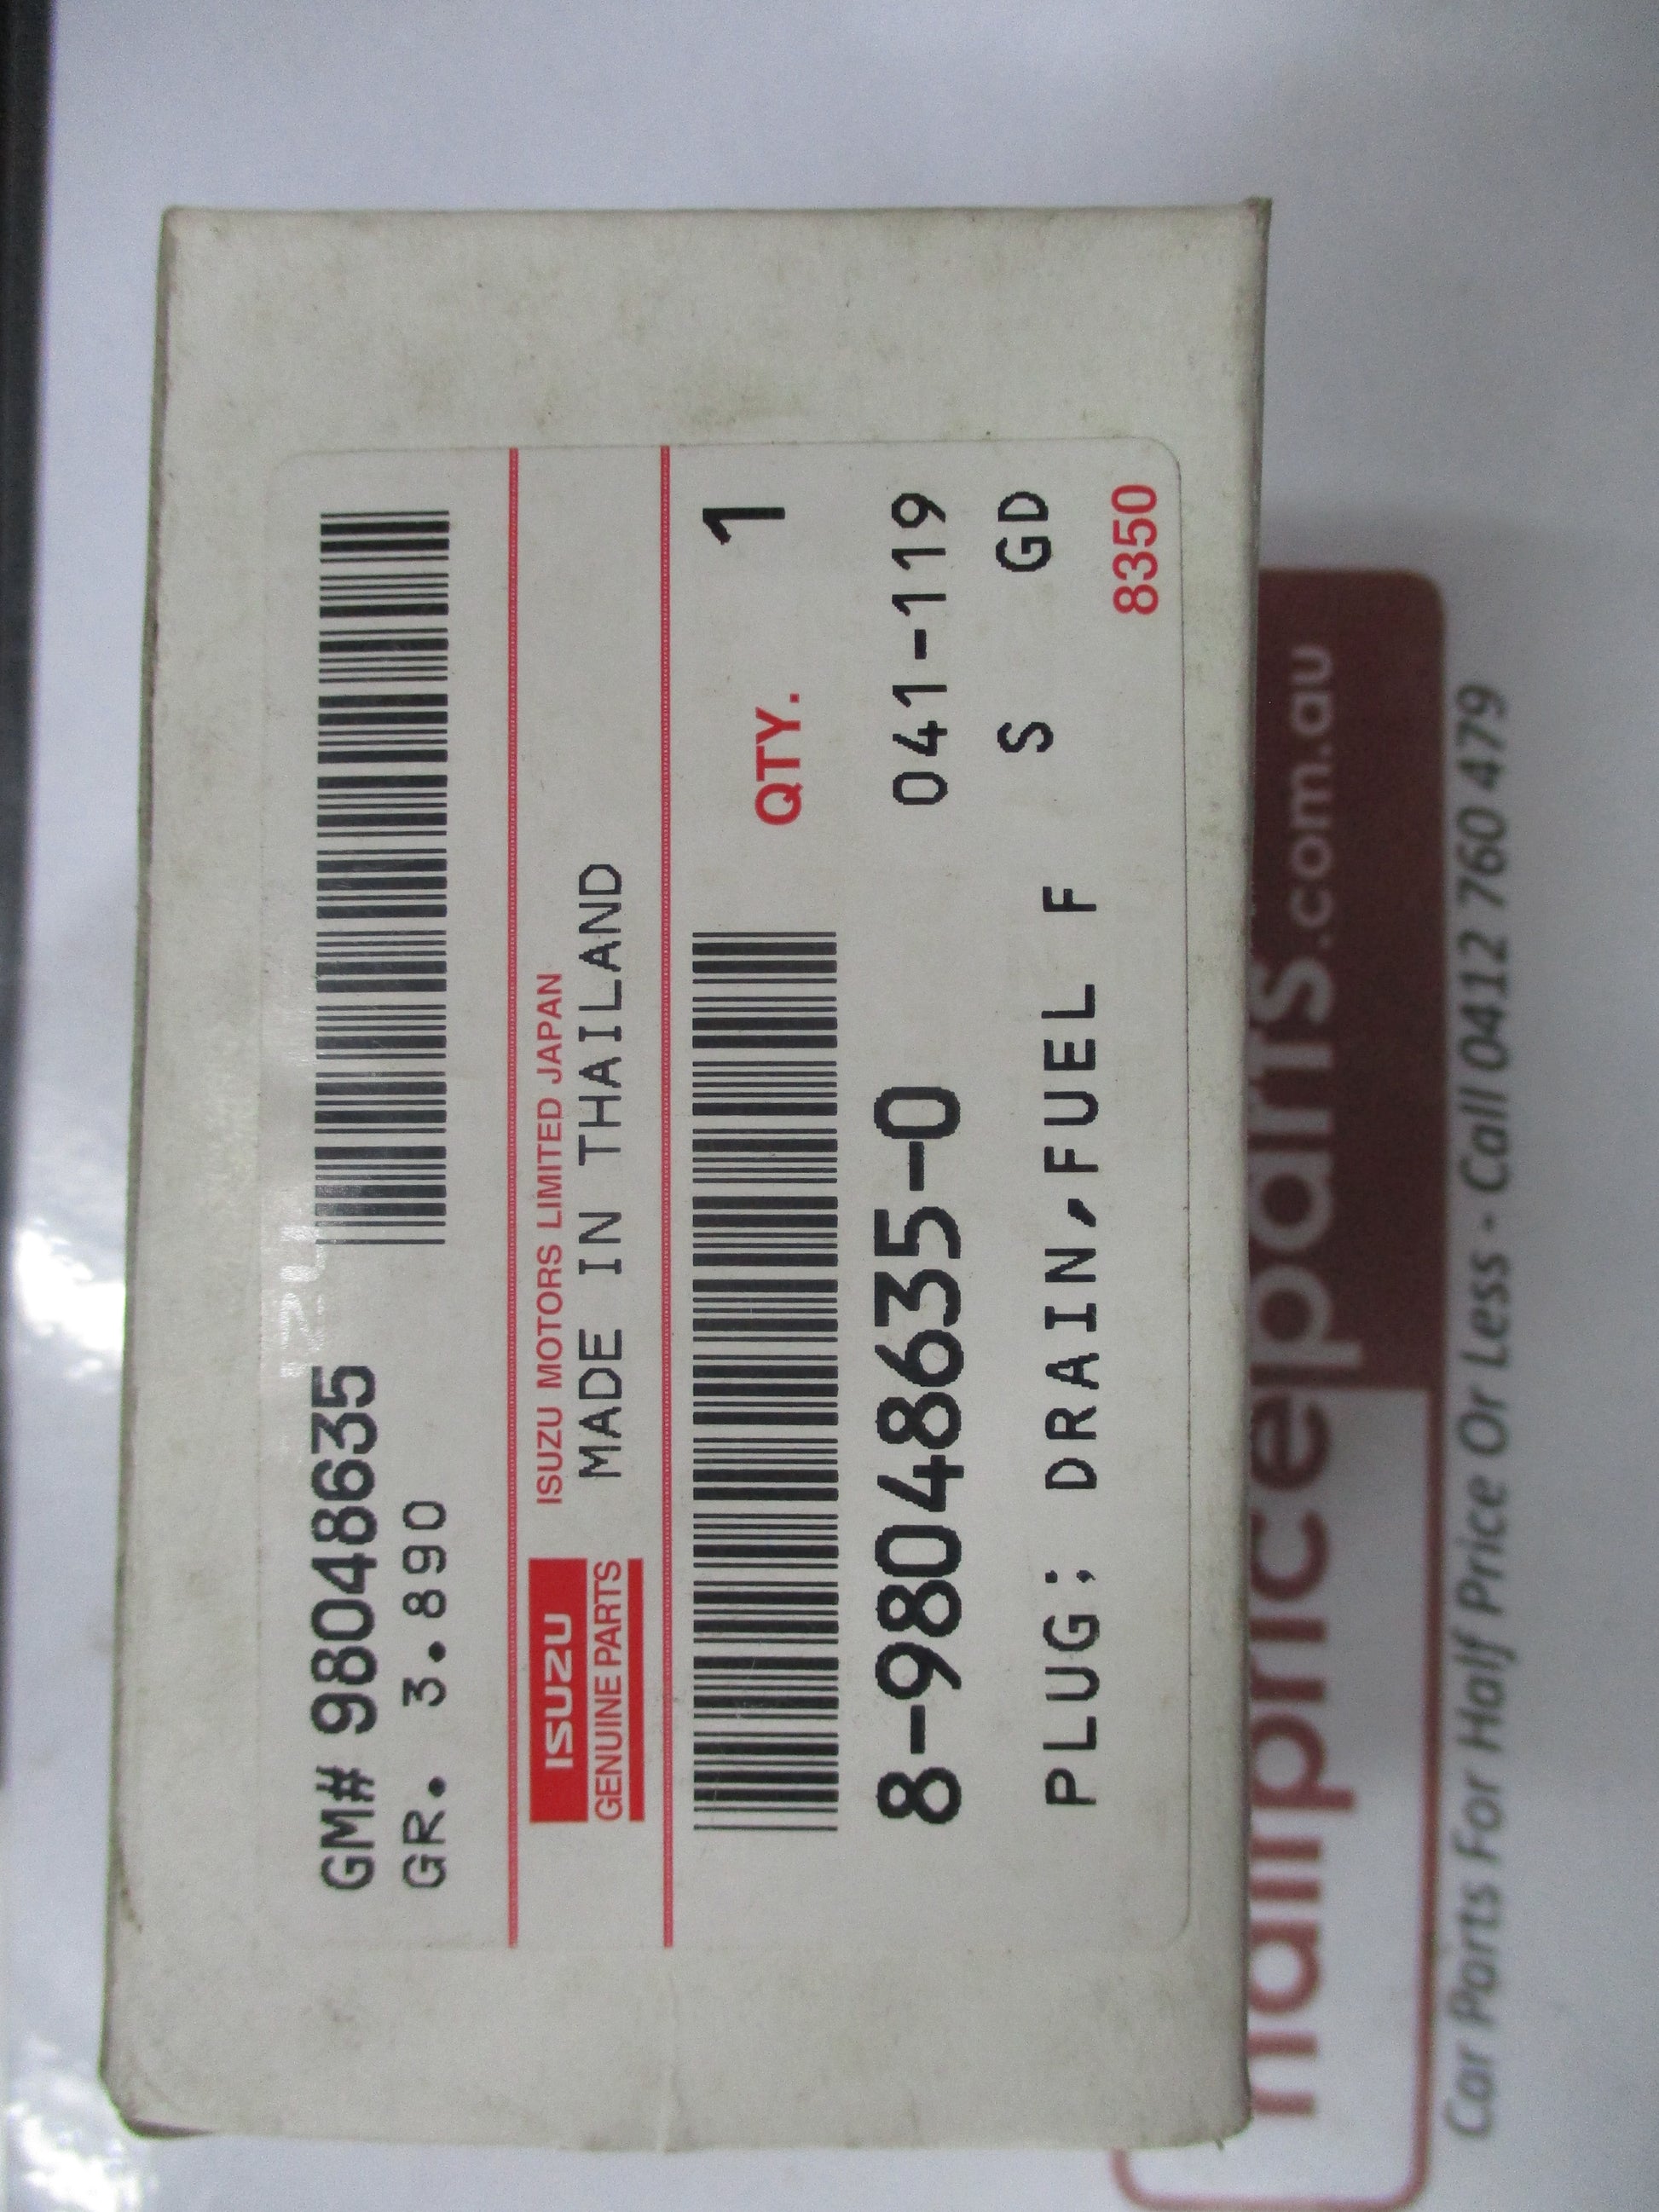 GM# 98048635
GR. 3.890
ISUZU
GENUINE PARTS
ISUZU MOTORS LIMITED JAPAN
MADE IN THAILAND
QTY. 1
8-98048635-0 041-119
S GD
PLUG; DRAIN,FUEL F
8350
halfpriceparts.com.au
Car Parts For Half Price Or Less - Call 0412 760 479